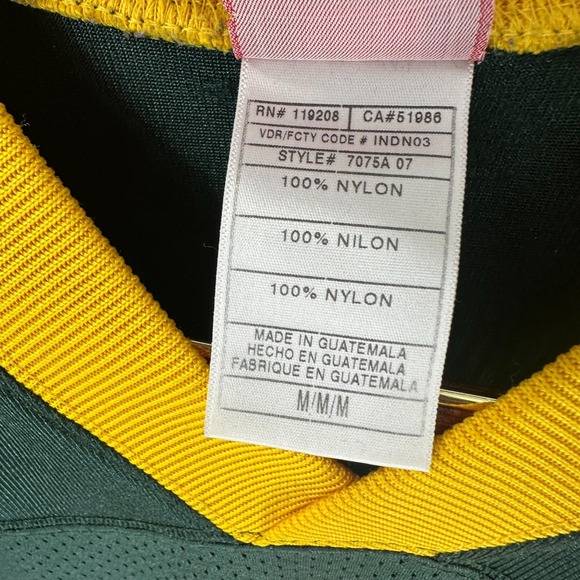 RN# 119208 CA#51986
VDR/FCTY CODE # INDN03
STYLE# 7075A 07
100% NYLON
100% NILON
100% NYLON
MADE IN GUATEMALA
HECHO EN GUATEMALA
FABRIQUE EN GUATEMALA
M/M/M